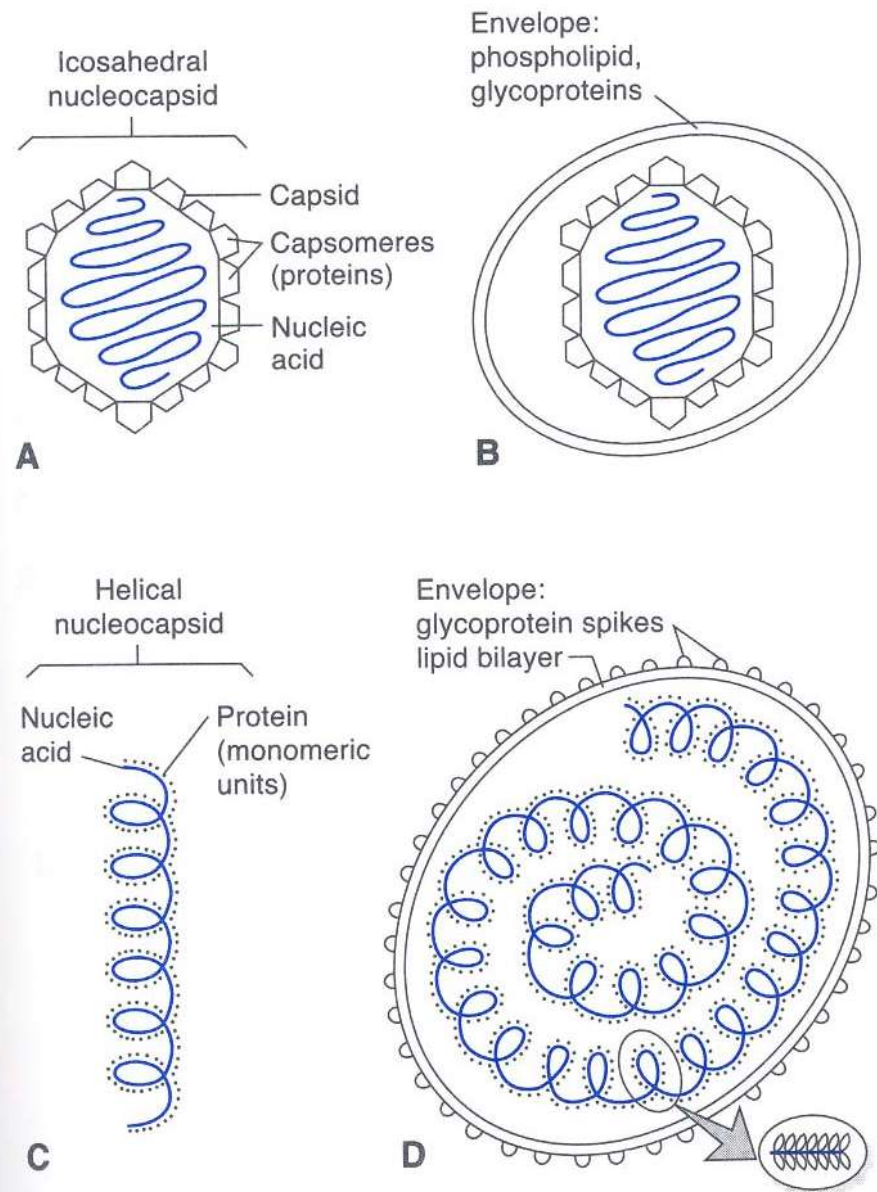 Icosahedral
nucleocapsid
Capsid
Capsomeres
(proteins)
Nucleic
acid
A
Envelope:
phospholipid,
glycoproteins
B
Helical
nucleocapsid
Nucleic
acid
Protein
(monomeric
units)
C
Envelope:
glycoprotein spikes
lipid bilayer
D